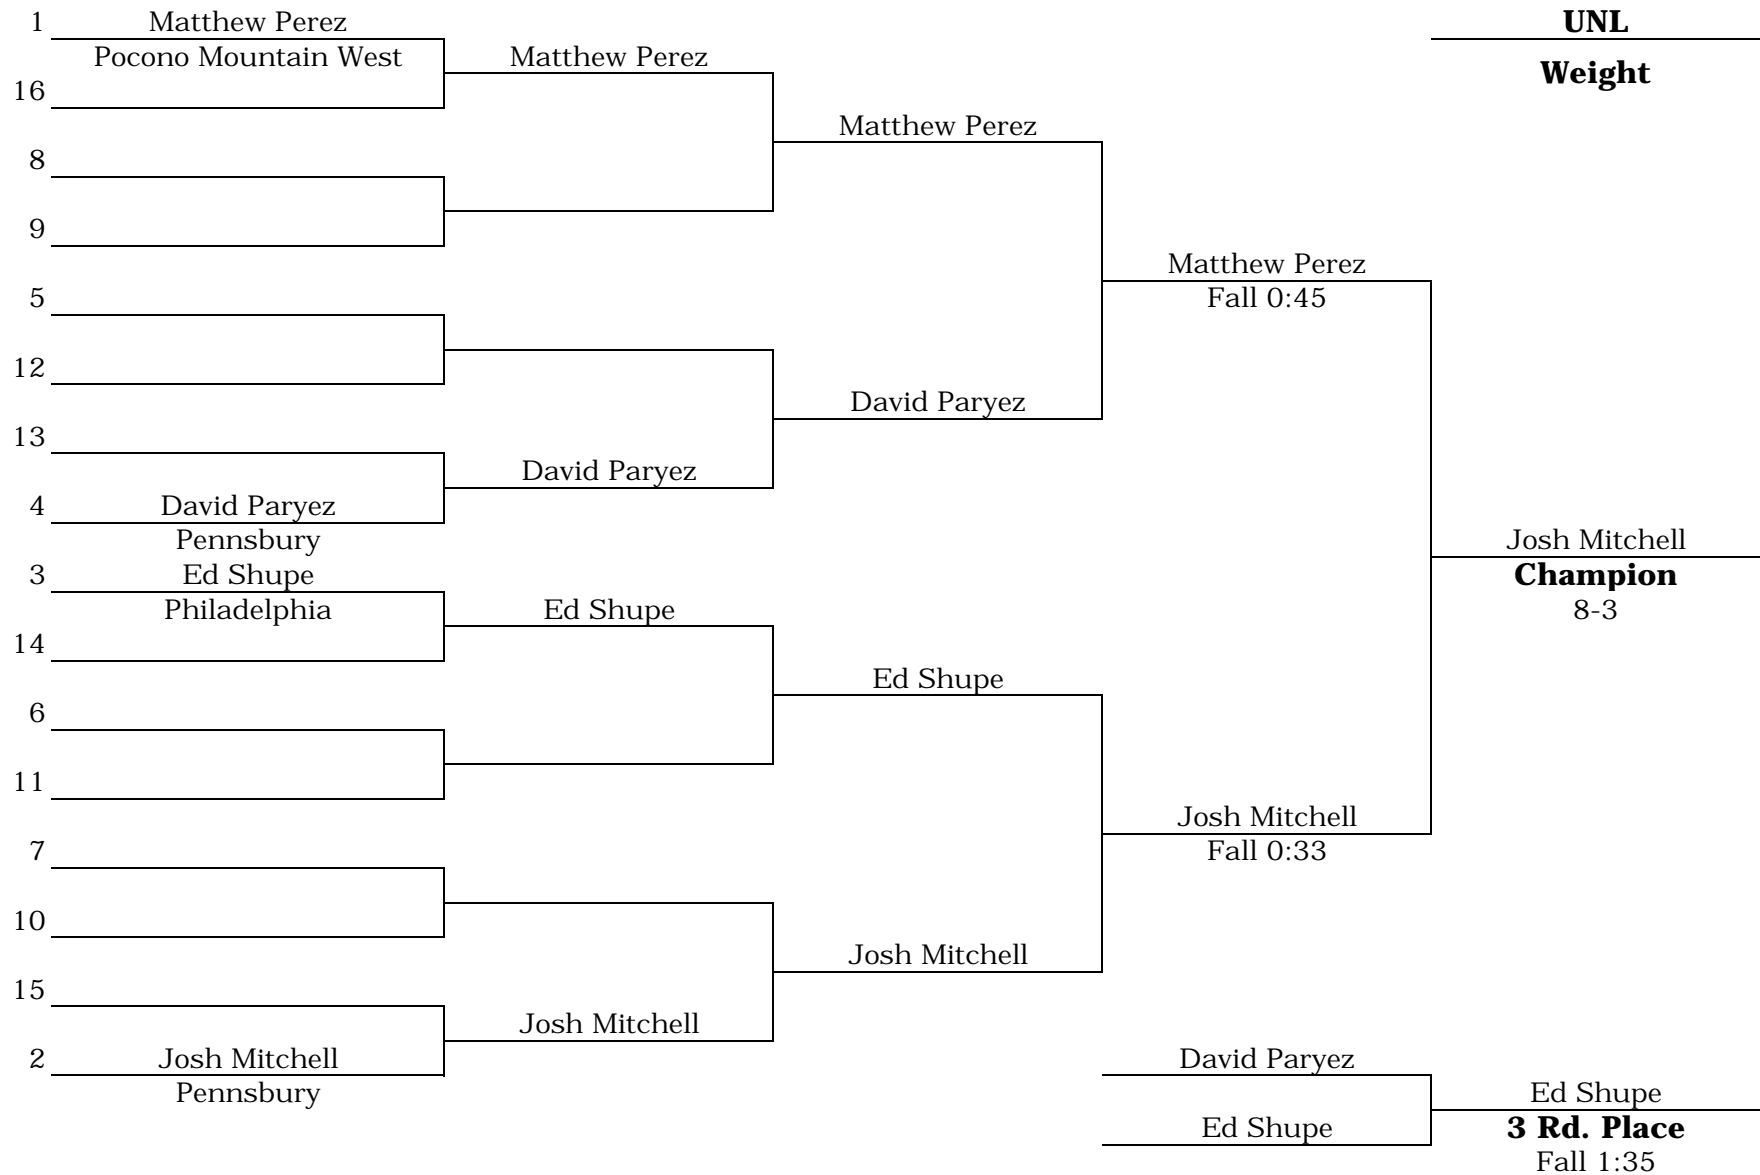 1 Matthew Perez
Pocono Mountain West
16
8
9
5
12
13
4 David Paryez
Pennsbury
3 Ed Shupe
Philadelphia
14
6
11
7
10
15
2 Josh Mitchell
Pennsbury
Matthew Perez
David Paryez
Ed Shupe
Josh Mitchell
Matthew Perez
David Paryez
Ed Shupe
Josh Mitchell
Matthew Perez
Fall 0:45
Josh Mitchell
Fall 0:33
David Paryez
Ed Shupe
UNL
Weight
Josh Mitchell
Champion
8-3
Ed Shupe
3 Rd. Place
Fall 1:35